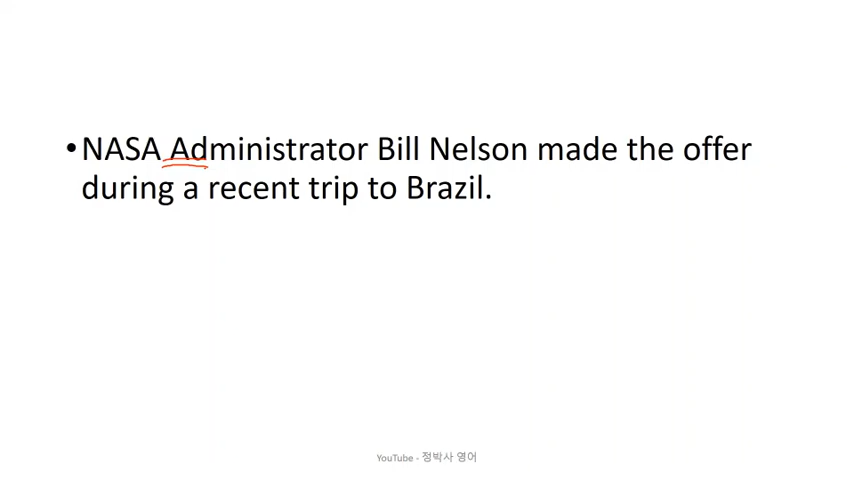 •NASA Administrator Bill Nelson made the offer
during a recent trip to Brazil.
YouTube - 정박사 영어